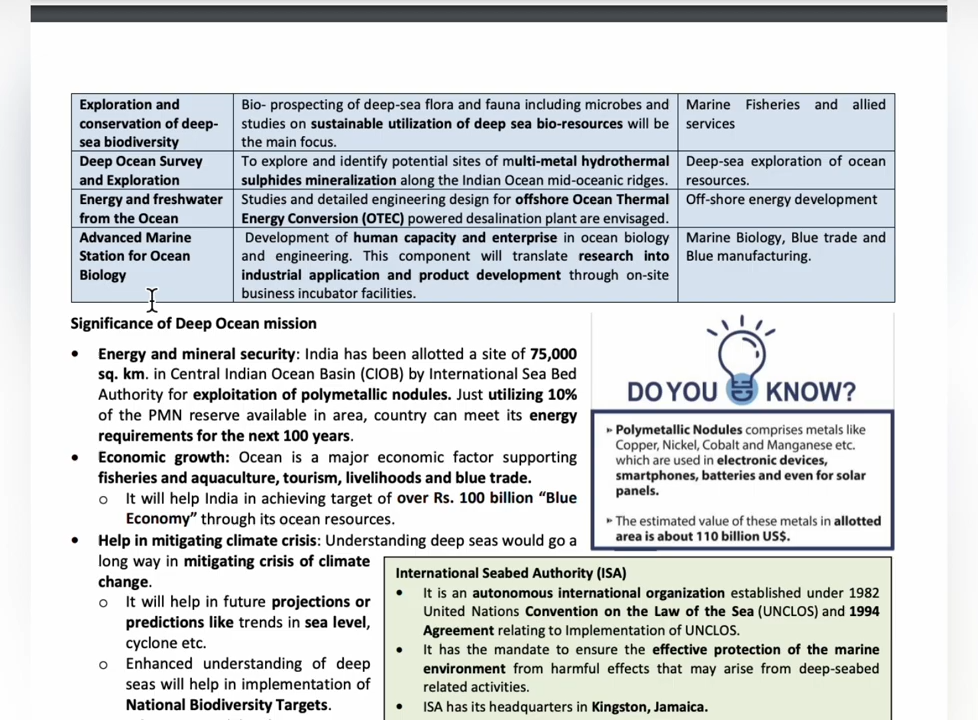 Exploration and conservation of deep-sea biodiversity
Bio- prospecting of deep-sea flora and fauna including microbes and
studies on sustainable utilization of deep sea bio-resources will be
the main focus.
Marine Fisheries and allied
services
Deep Ocean Survey
and Exploration
To explore and identify potential sites of multi-metal hydrothermal
sulphides mineralization along the Indian Ocean mid-oceanic ridges.
Deep-sea exploration of ocean
resources.
Energy and freshwater
from the Ocean
Studies and detailed engineering design for offshore Ocean Thermal
Energy Conversion (OTEC) powered desalination plant are envisaged.
Off-shore energy development
Advanced Marine
Station for Ocean
Biology
Development of human capacity and enterprise in ocean biology
and engineering. This component will translate research into
industrial application and product development through on-site
business incubator facilities.
Marine Biology, Blue trade and
Blue manufacturing.
Significance of Deep Ocean mission
• Energy and mineral security: India has been allotted a site of 75,000
sq. km. in Central Indian Ocean Basin (CIOB) by International Sea Bed
Authority for exploitation of polymetallic nodules. Just utilizing 10%
of the PMN reserve available in area, country can meet its energy
requirements for the next 100 years.
• Economic growth: Ocean is a major economic factor supporting
fisheries and aquaculture, tourism, livelihoods and blue trade.
o It will help India in achieving target of over Rs. 100 billion “Blue
Economy” through its ocean resources.
• Help in mitigating climate crisis: Understanding deep seas would go a
long way in mitigating crisis of climate
change.
o It will help in future projections or
predictions like trends in sea level,
cyclone etc.
o Enhanced understanding of deep
seas will help in implementation of
National Biodiversity Targets.
DO YOU KNOW?
Polymetallic Nodules comprises metals like
Copper, Nickel, Cobalt and Manganese etc.
which are used in electronic devices,
smartphones, batteries and even for solar
panels.
The estimated value of these metals in allotted
area is about 110 billion US$.
International Seabed Authority (ISA)
• It is an autonomous international organization established under 1982
United Nations Convention on the Law of the Sea (UNCLOS) and 1994
Agreement relating to Implementation of UNCLOS.
• It has the mandate to ensure the effective protection of the marine
environment from harmful effects that may arise from deep-seabed
related activities.
• ISA has its headquarters in Kingston, Jamaica.